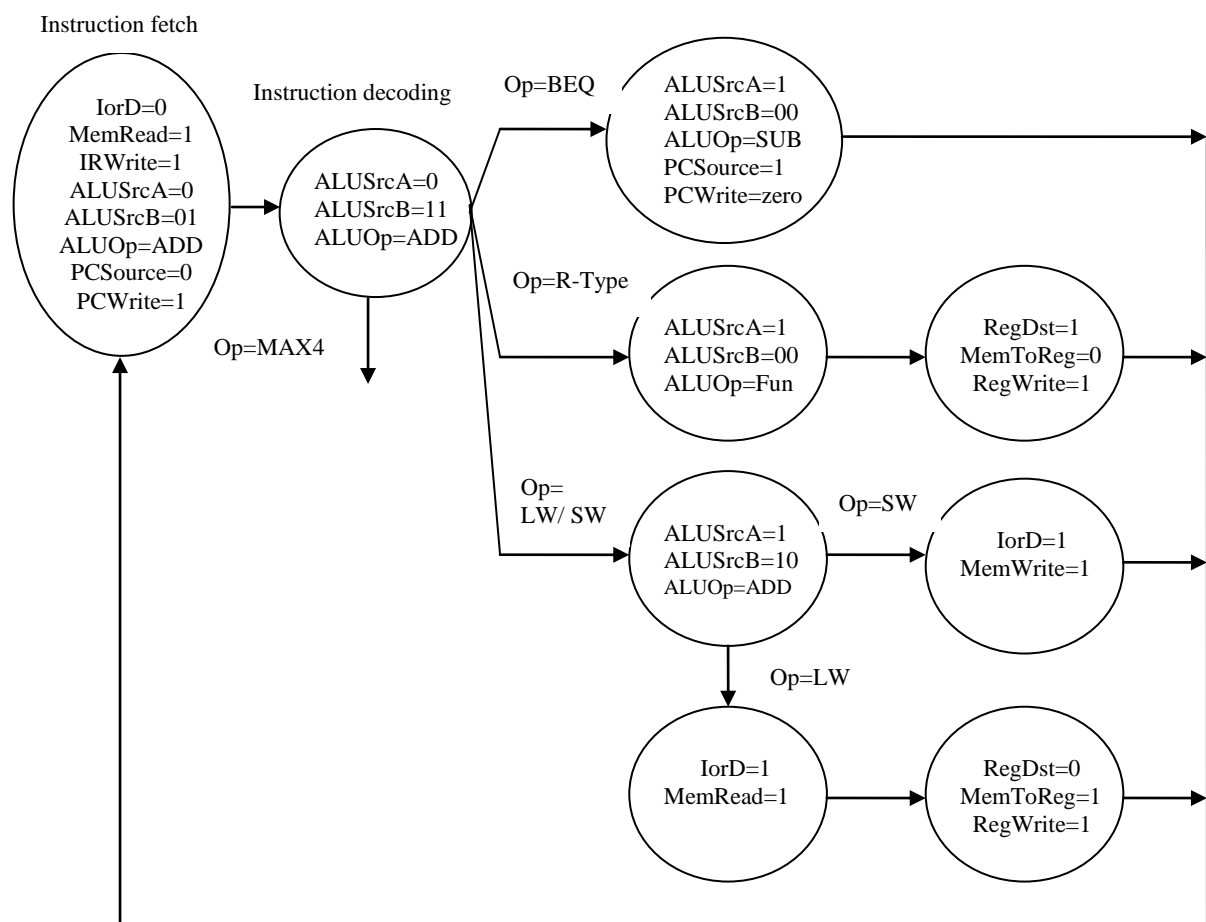 Instruction fetch
IorD=0
MemRead=1
IRWrite=1
ALUSrcA=0
ALUSrcB=01
ALUOp=ADD
PCSource=0
PCWrite=1
Instruction decoding
ALUSrcA=0
ALUSrcB=11
ALUOp=ADD
Op=MAX4
Op=BEQ
ALUSrcA=1
ALUSrcB=00
ALUOp=SUB
PCSource=1
PCWrite=zero
Op=R-Type
ALUSrcA=1
ALUSrcB=00
ALUOp=Fun
RegDst=1
MemToReg=0
RegWrite=1
Op=
LW/ SW
ALUSrcA=1
ALUSrcB=10
ALUOp=ADD
Op=SW
IorD=1
MemWrite=1
Op=LW
IorD=1
MemRead=1
RegDst=0
MemToReg=1
RegWrite=1